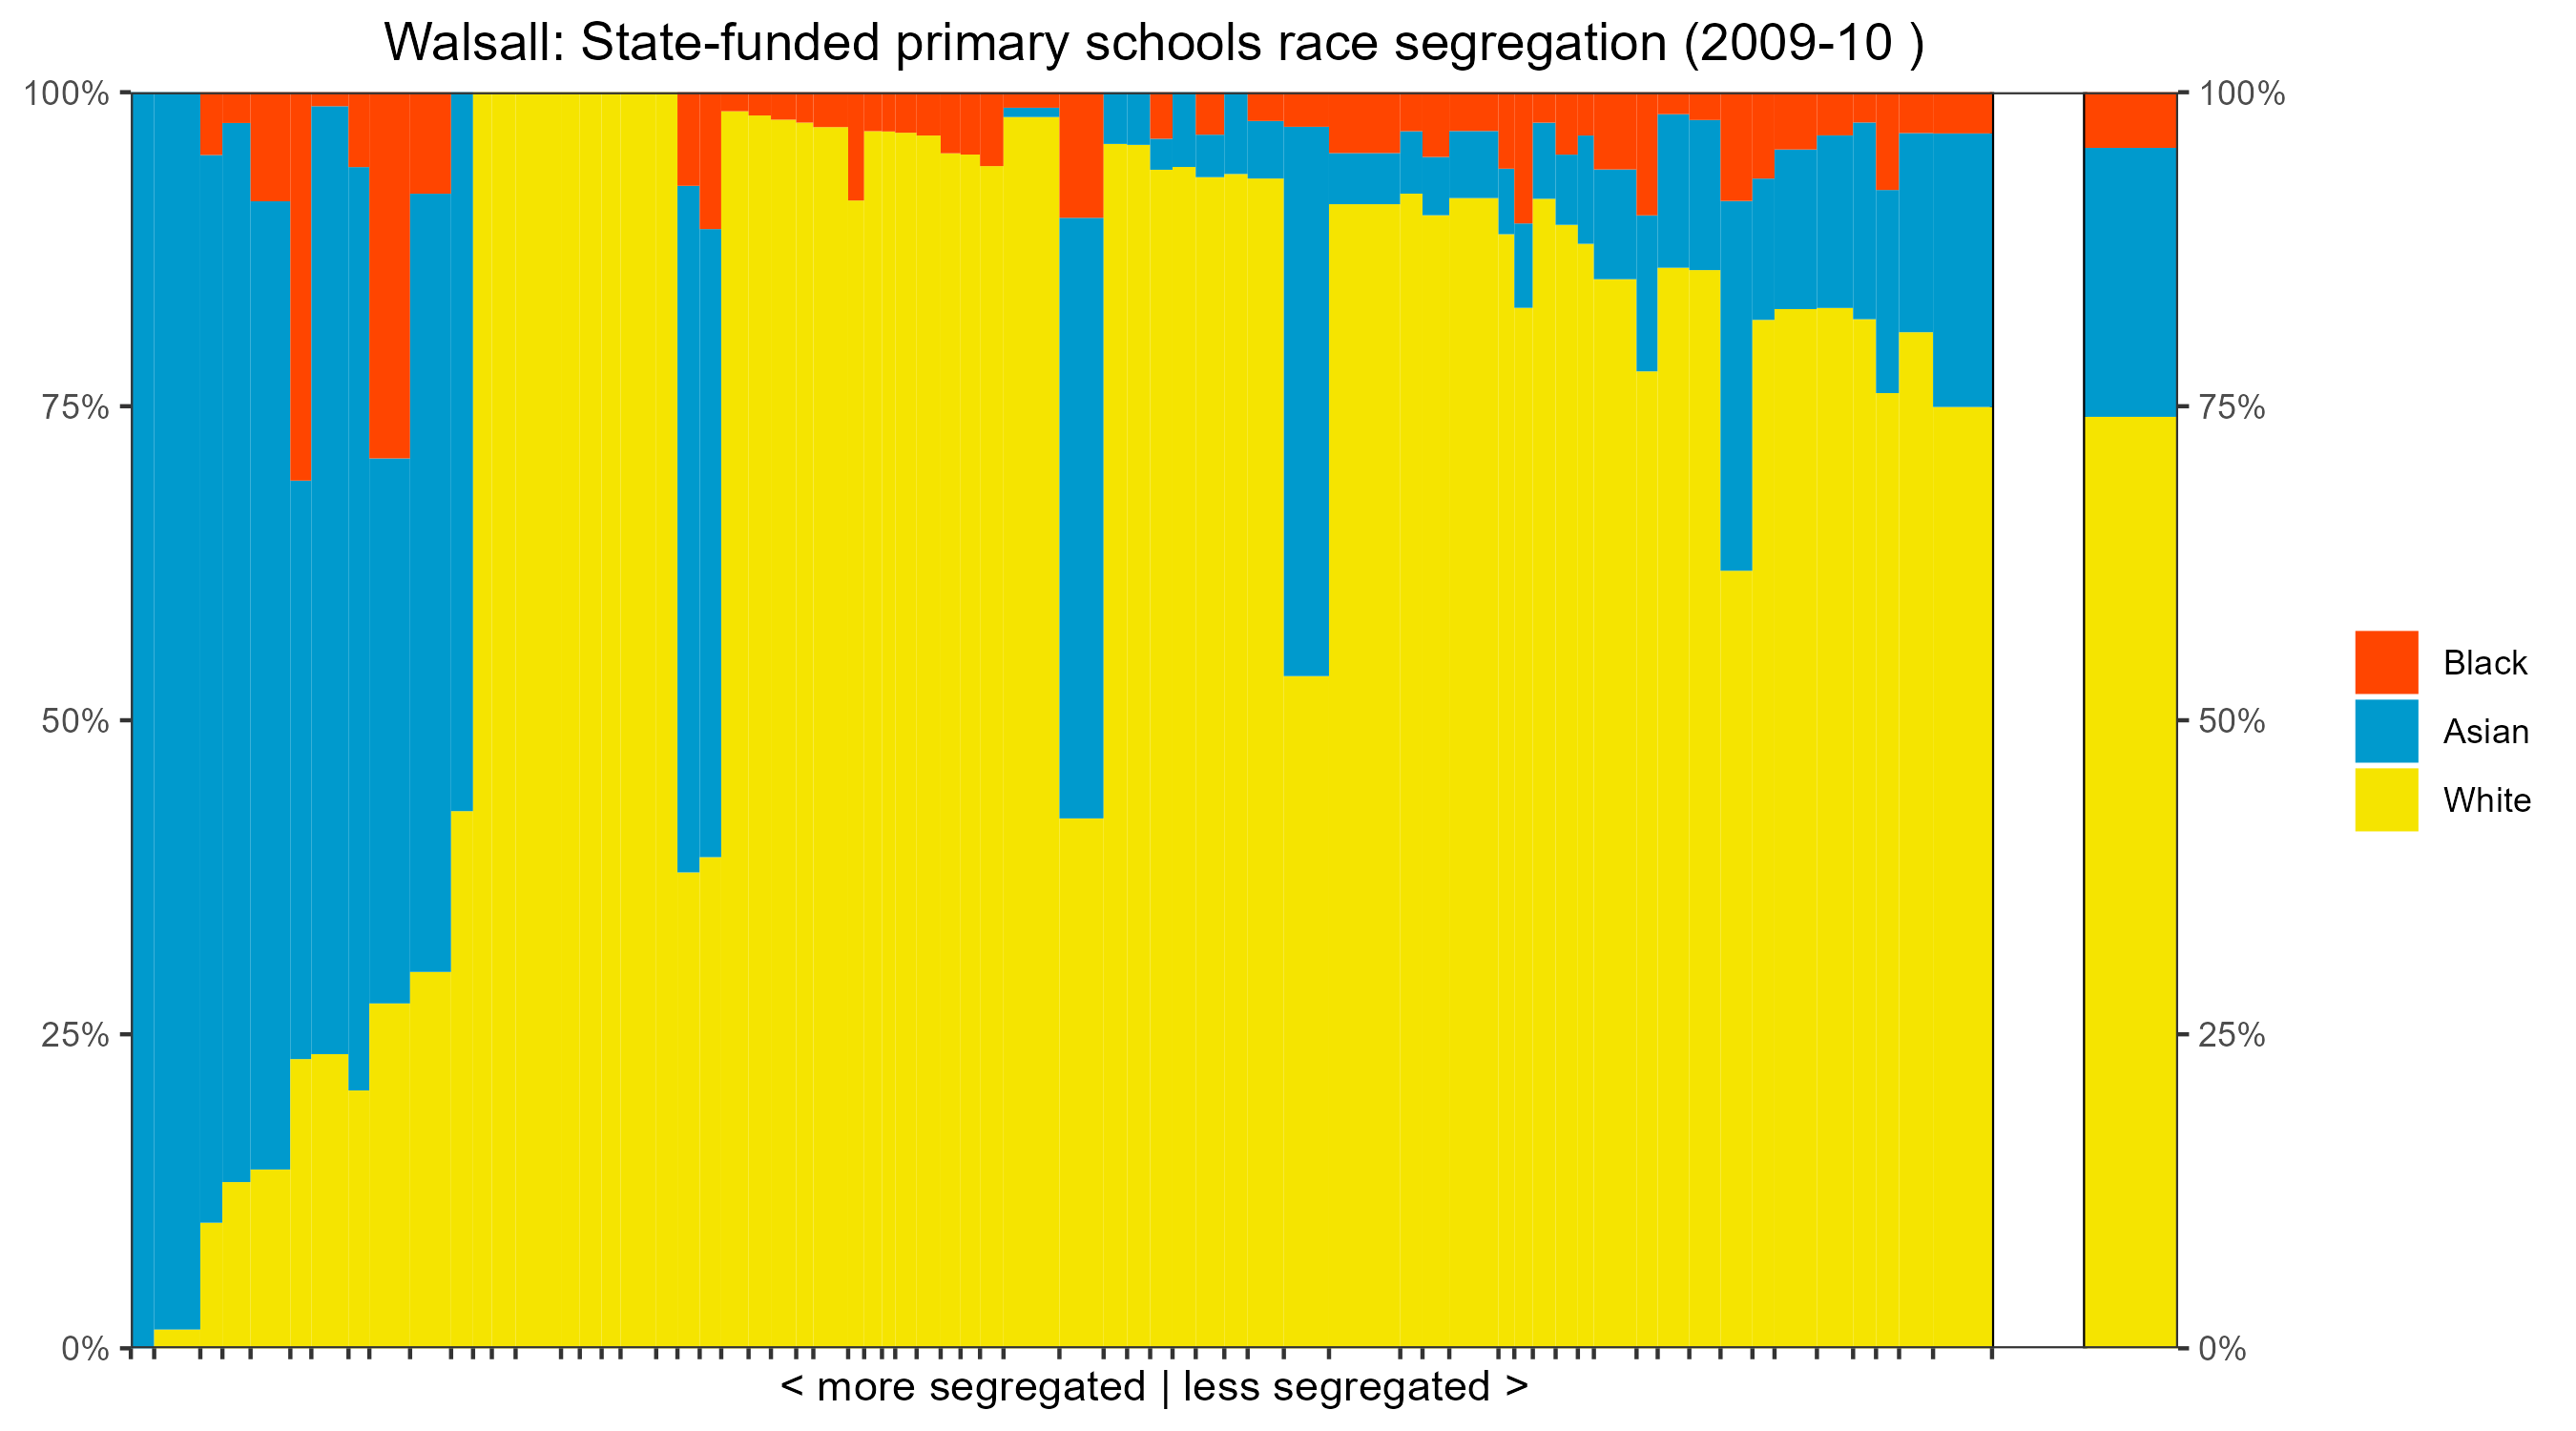 Walsall: State-funded primary schools race segregation (2009-10 )
100%
75%
50%
25%
0%
100%
75%
50%
25%
0%
Black
Asian
White
< more segregated | less segregated >